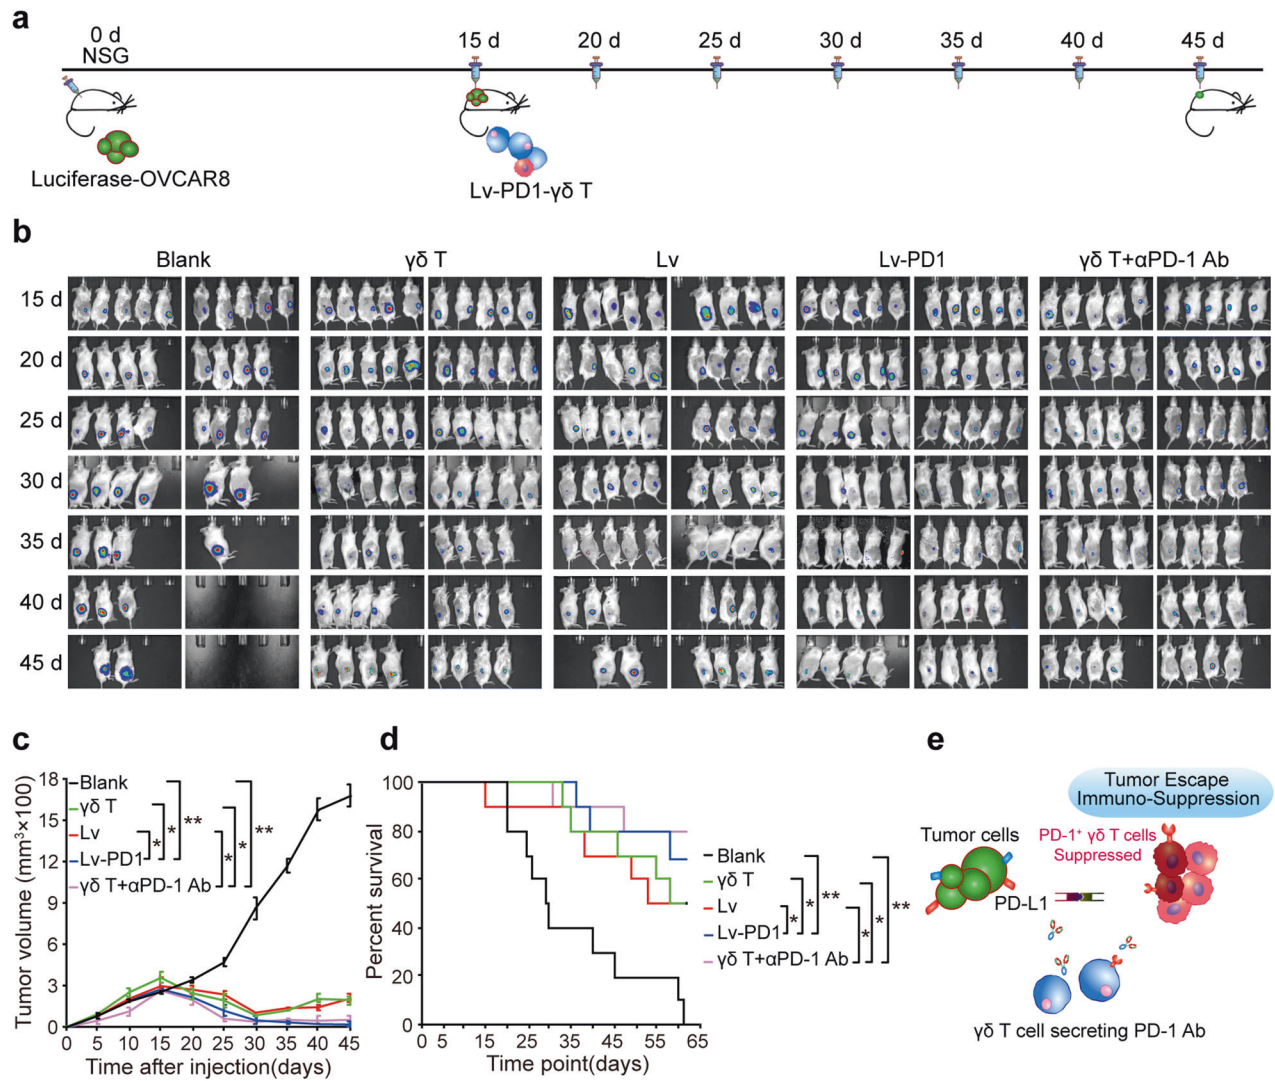 a
0 d
NSG
15 d 20 d 25 d 30 d 35 d 40 d 45 d
Luciferase-OVCAR8
Lv-PD1-γδ T
b
Blank γδ T Lv Lv-PD1 γδ T+αPD-1 Ab
15 d
20 d
25 d
30 d
35 d
40 d
45 d
c
Tumor volume (mm³×100)
18
15
12
9
6
3
0
0 5 10 15 20 25 30 35 40 45
Time after injection(days)
Blank
γδ T
Lv
Lv-PD1
γδ T+αPD-1 Ab
* * **
* * **
d
Percent survival
100
80
60
40
20
0
0 5 15 25 35 45 55 65
Time point(days)
Blank
γδ T
Lv
Lv-PD1
γδ T+αPD-1 Ab
* * **
* * **
e
Tumor Escape
Immuno-Suppression
Tumor cells
PD-1⁺ γδ T cells
Suppressed
PD-L1
γδ T cell secreting PD-1 Ab